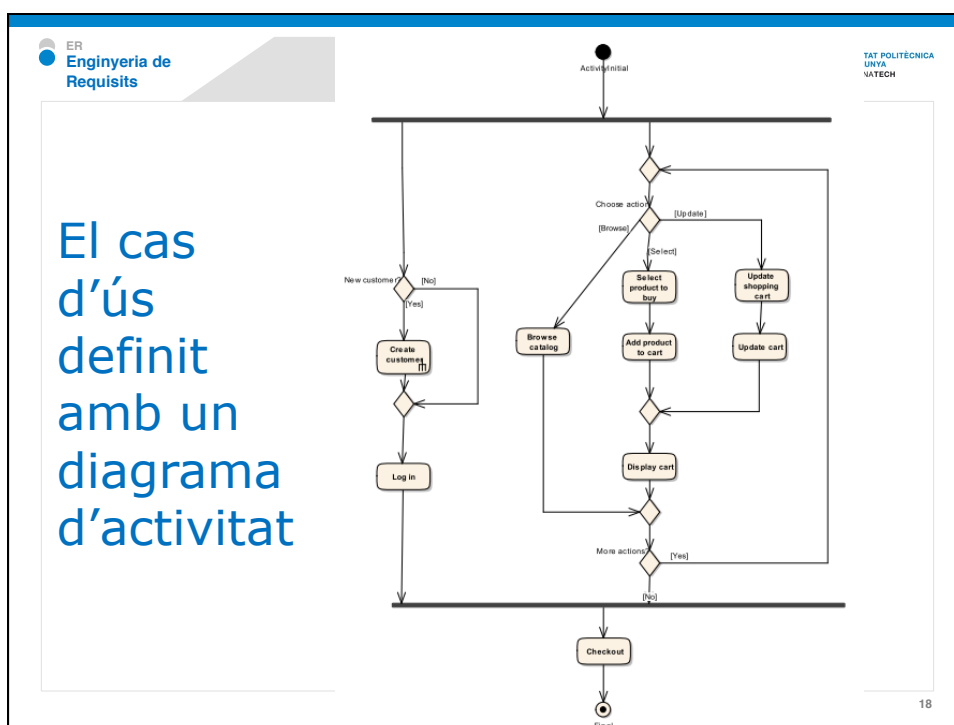 ER
Enginyeria de
Requisits
TAT POLITÈCNICA
UNYA
NATECH
El cas
d'ús
definit
amb un
diagrama
d'activitat
ActivityInitial
Choose action
[Update]
[Browse]
[Select]
New customer?
[No]
[Yes]
Select
product to
buy
Update
shopping
cart
Create
customer
Browse
catalog
Add product
to cart
Update cart
Log in
Display cart
More actions?
[Yes]
[No]
Checkout
18